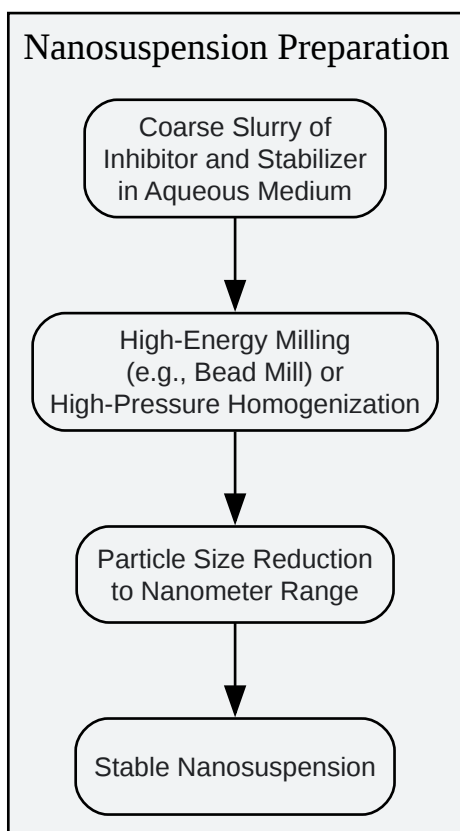 Nanosuspension Preparation
Coarse Slurry of
Inhibitor and Stabilizer
in Aqueous Medium
High-Energy Milling
(e.g., Bead Mill) or
High-Pressure Homogenization
Particle Size Reduction
to Nanometer Range
Stable Nanosuspension